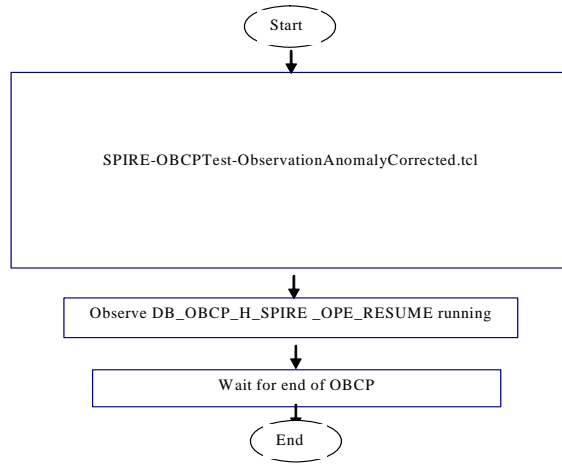 Start
SPIRE-OBCPTest-ObservationAnomalyCorrected.tcl
Observe DB_OBCP_H_SPIRE _OPE_RESUME running
Wait for end of OBCP
End